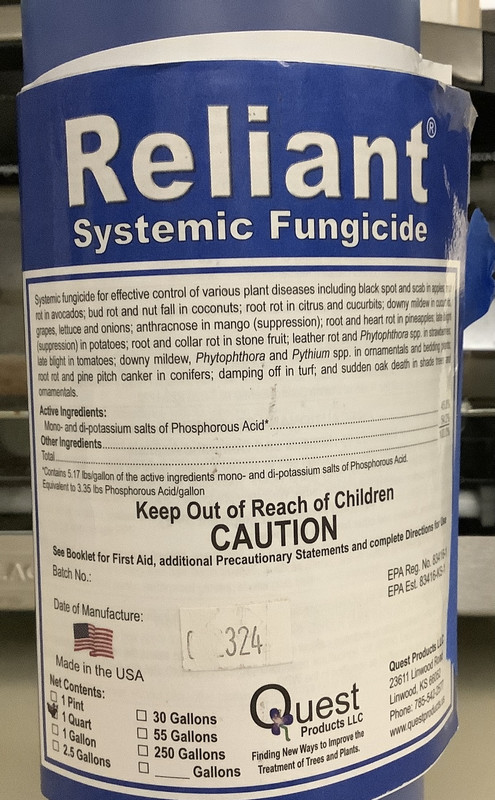 Reliant®
Systemic Fungicide
Systemic fungicide for effective control of various plant diseases including black spot and scab in apples;
rot in avocados; bud rot and nut fall in coconuts; root rot in citrus and cucurbits; downy mildew in
grapes, lettuce and onions; anthracnose in mango (suppression); root and heart rot in pineapples; late blight
(suppression) in potatoes; root and collar rot in stone fruit; leather rot and Phytophthora spp. in strawberries;
late blight in tomatoes; downy mildew, Phytophthora and Pythium spp. in ornamentals and bedding plants;
root rot and pine pitch canker in conifers; damping off in turf; and sudden oak death in shade trees and
ornamentals.
Active Ingredients:
Mono- and di-potassium salts of Phosphorous Acid*
Other Ingredients
Total
*Contains 5.17 lbs/gallon of the active ingredients mono- and di-potassium salts of Phosphorous Acid.
Equivalent to 3.35 lbs Phosphorous Acid/gallon
Keep Out of Reach of Children
CAUTION
See Booklet for First Aid, additional Precautionary Statements and complete Directions for Use
Batch No.:
EPA Reg. No.
EPA Est.
Date of Manufacture:
324
Made in the USA
Net Contents:
1 Pint
1 Quart
1 Gallon
2.5 Gallons
30 Gallons
55 Gallons
250 Gallons
____ Gallons
Quest
Products LLC
Finding New Ways to Improve the
Treatment of Trees and Plants.
Quest Products LLC
23611 Linwood Road
Linwood, KS
Phone: